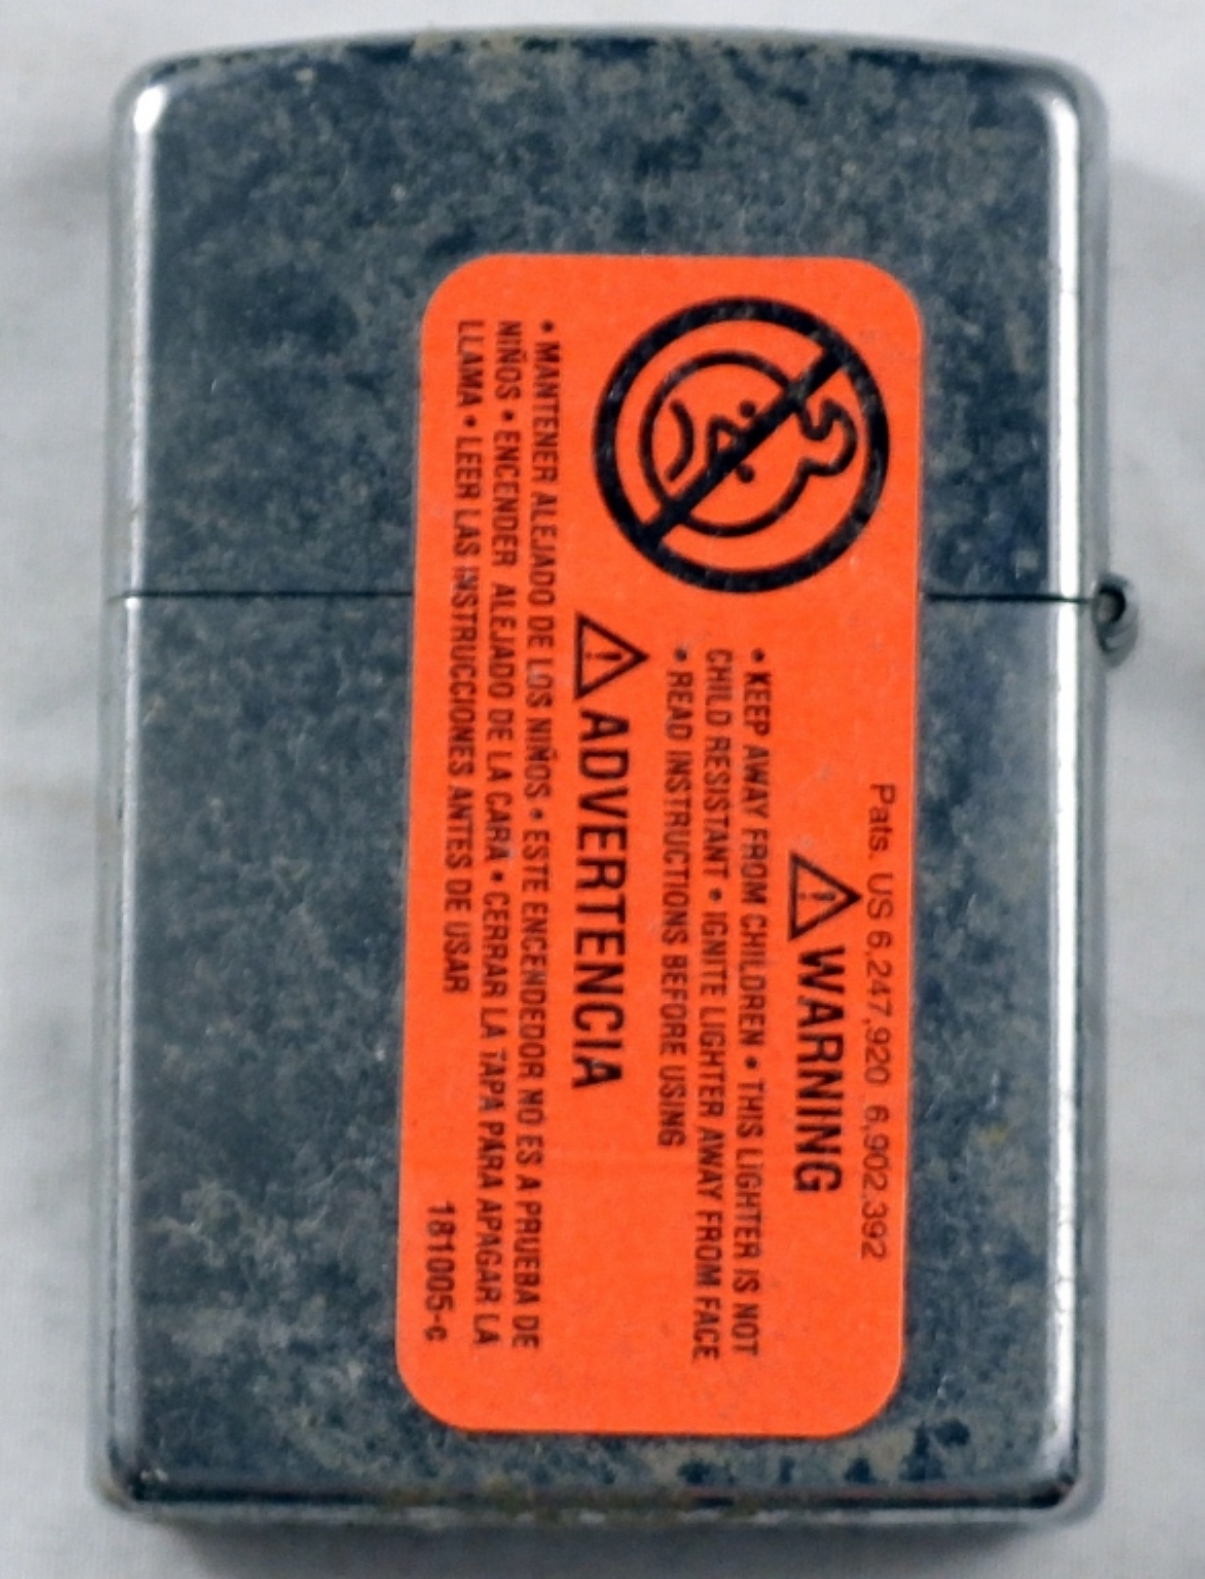 Pats. US 6,247,920 6,902,392
WARNING
• KEEP AWAY FROM CHILDREN • THIS LIGHTER IS NOT
CHILD RESISTANT • IGNITE LIGHTER AWAY FROM FACE
• READ INSTRUCTIONS BEFORE USING
ADVERTENCIA
• MANTENER ALEJADO DE LOS NIÑOS • ESTE ENCENDEDOR NO ES A PRUEBA DE
NIÑOS • ENCENDER ALEJADO DE LA CARA • CERRAR LA TAPA PARA APAGAR LA
LLAMA • LEER LAS INSTRUCCIONES ANTES DE USAR
181005-c